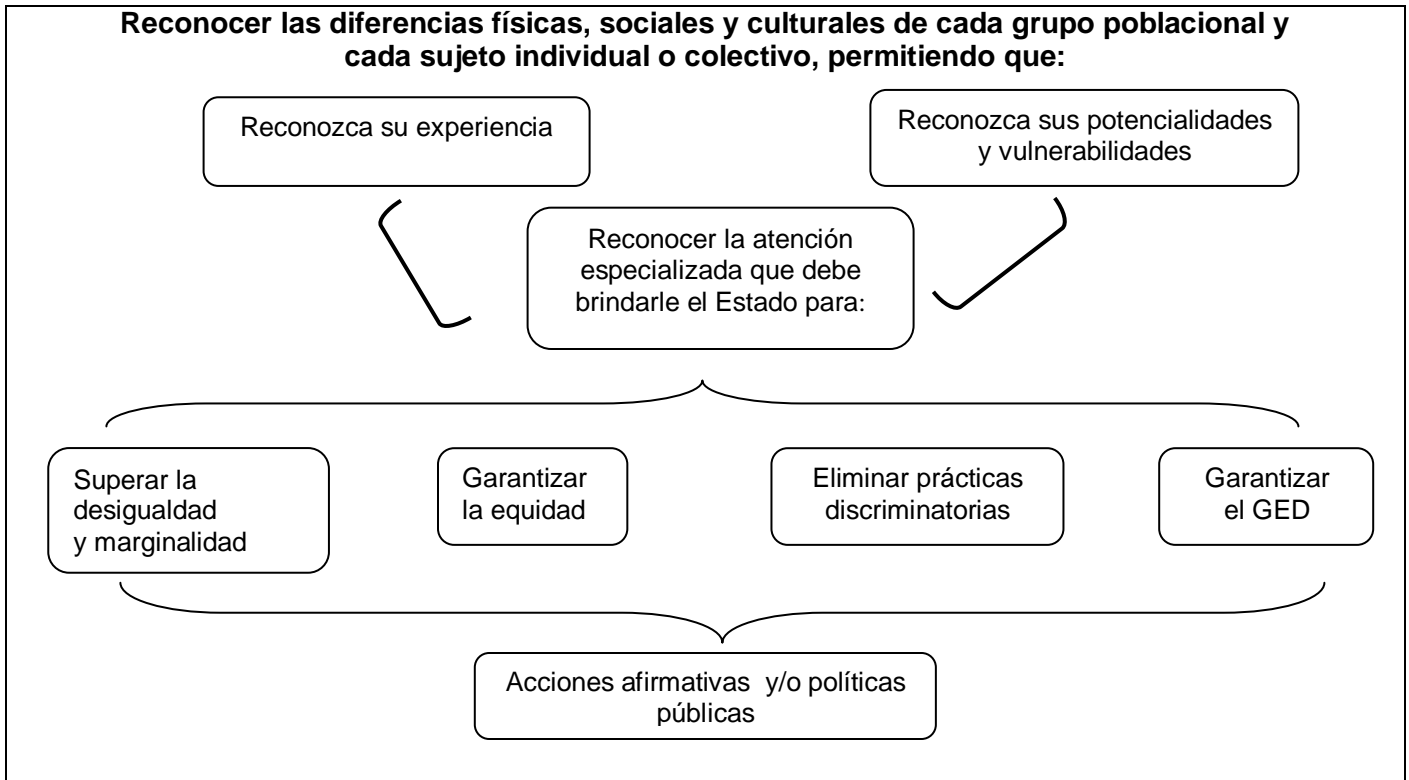 Reconocer las diferencias físicas, sociales y culturales de cada grupo poblacional y
cada sujeto individual o colectivo, permitiendo que:
Reconozca su experiencia
Reconozca sus potencialidades
y vulnerabilidades
Reconocer la atención
especializada que debe
brindarle el Estado para:
Superar la
desigualdad
y marginalidad
Garantizar
la equidad
Eliminar prácticas
discriminatorias
Garantizar
el GED
Acciones afirmativas y/o políticas
públicas